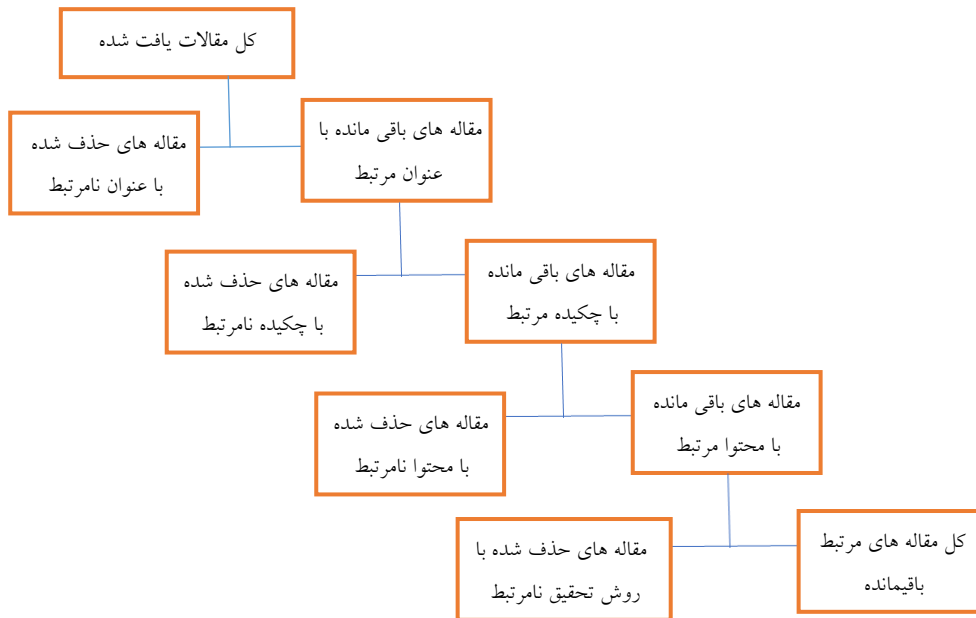 کل مقالات یافت شده
مقاله های باقی مانده با
عنوان مرتبط
مقاله های حذف شده
با عنوان نامرتبط
مقاله های باقی مانده
با چکیده مرتبط
مقاله های حذف شده
با چکیده نامرتبط
مقاله های باقی مانده
با محتوا مرتبط
مقاله های حذف شده
با محتوا نامرتبط
کل مقاله های مرتبط
باقیمانده
مقاله های حذف شده با
روش تحقیق نامرتبط